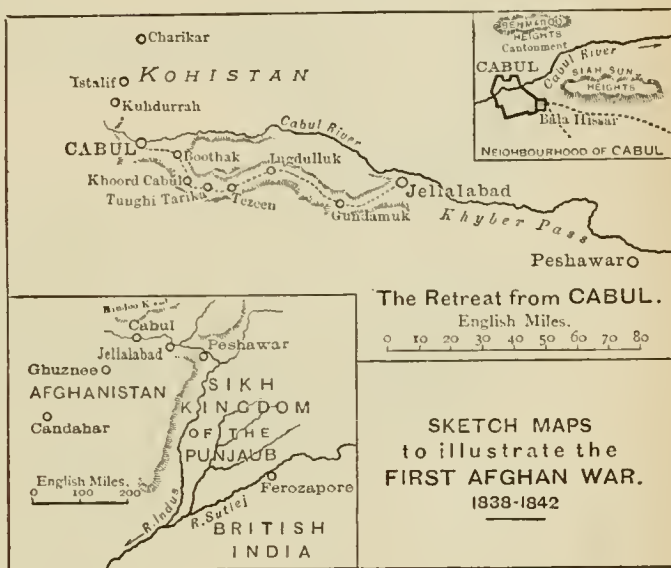 Charikar
Istalif
KOHISTAN
Kuhdurrah
CABUL
Cabul River
Boothak
Lugdulluk
Khoord Cabul
Tuughi Tarika
Tezeen
Gundamuk
Jellalabad
Khyber Pass
Peshawar
BEHMAROO
HEIGHTS
Cantonment
Cabul River
CABUL
SIAH SUN
HEIGHTS
Bala Hissar
NEIGHBOURHOOD OF CABUL
The Retreat from CABUL.
English Miles.
0 10 20 30 40 50 60 70 80
Cabul
Jellalabad
Peshawar
Ghuznee
AFGHANISTAN
Candahar
SIKH
KINGDOM
OF THE
PUNJAUB
English Miles.
0 100 200
R.Indus
R.Sutlej
Ferozapore
BRITISH
INDIA
SKETCH MAPS
to illustrate the
FIRST AFGHAN WAR.
1838-1842